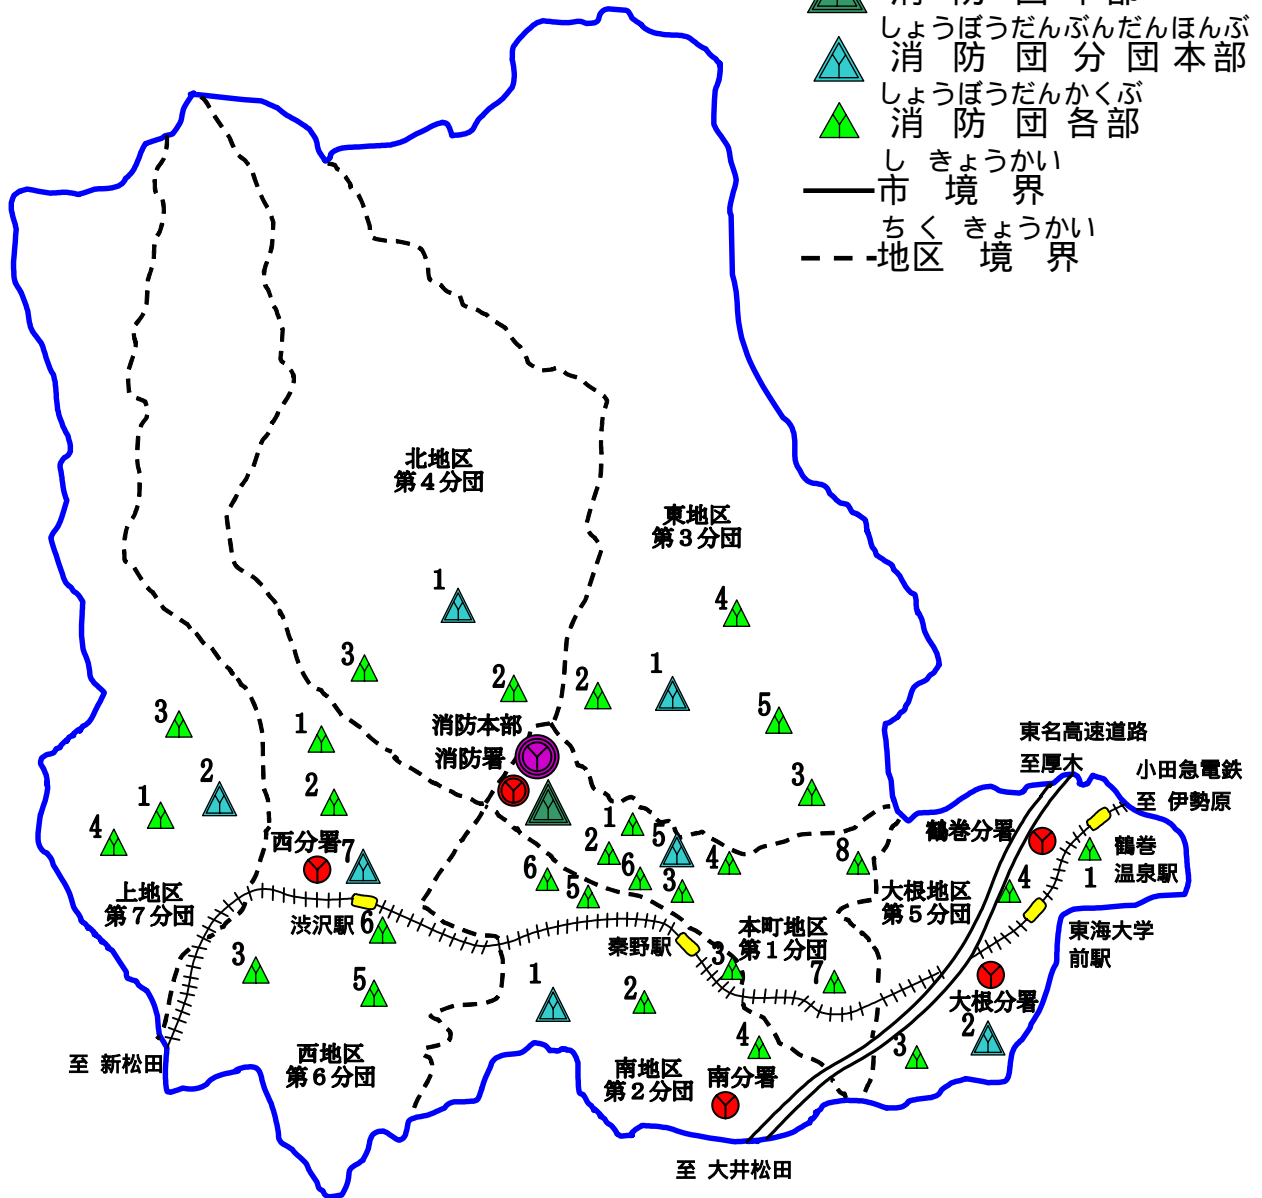 消防団本部
しょうぼうだんぶんだんほんぶ
消防団分団本部
しょうぼうだんかくぶ
消防団各部
し きょうかい
市境界
ちく きょうかい
地区境界
北地区
第４分団
東地区
第３分団
1
4
3
2
2
1
5
3
消防本部
消防署
3
1
2
2
1
4
西分署
7
上地区
第７分団
渋沢駅
6
3
5
西地区
第６分団
至 新松田
1
2
5
6
4
3
6
5
8
本町地区
第１分団
7
秦野駅
3
1
2
4
南地区
第２分団
南分署
至 大井松田
東名高速道路
至厚木
小田急電鉄
至 伊勢原
鶴巻分署
鶴巻
温泉駅
1
4
大根地区
第５分団
東海大学
前駅
大根分署
2
3